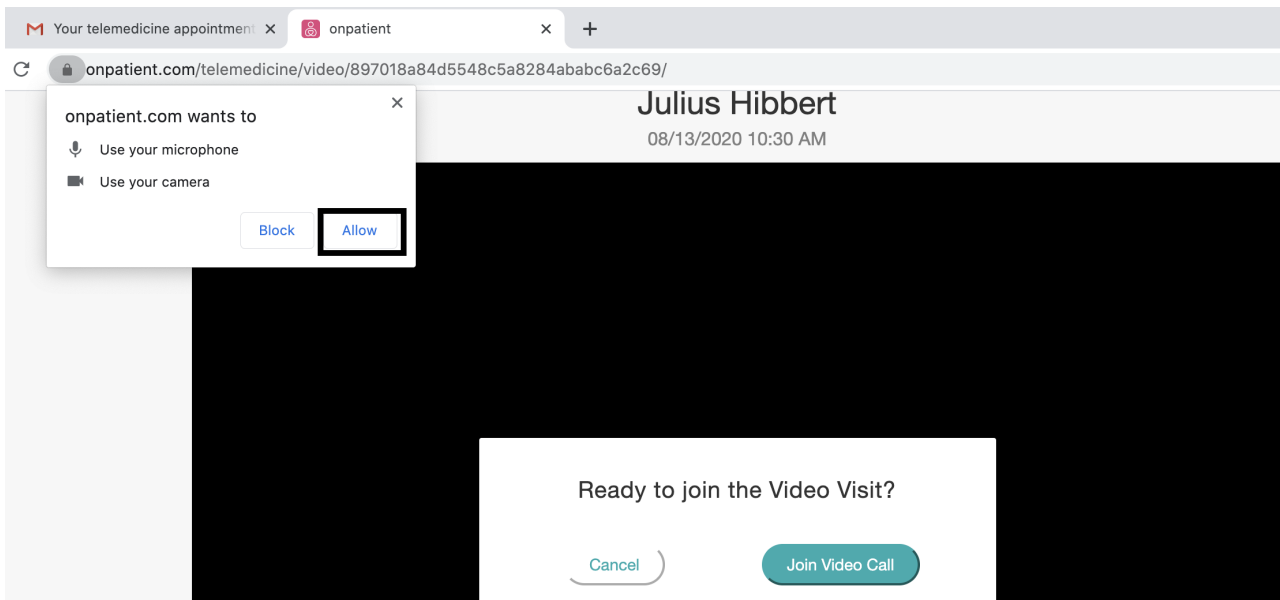 Your telemedicine appointment
onpatient
onpatient.com/telemedicine/video/897018a84d5548c5a8284ababc6a2c69/
onpatient.com wants to
Use your microphone
Use your camera
Block
Allow
Julius Hibbert
08/13/2020 10:30 AM
Ready to join the Video Visit?
Cancel
Join Video Call